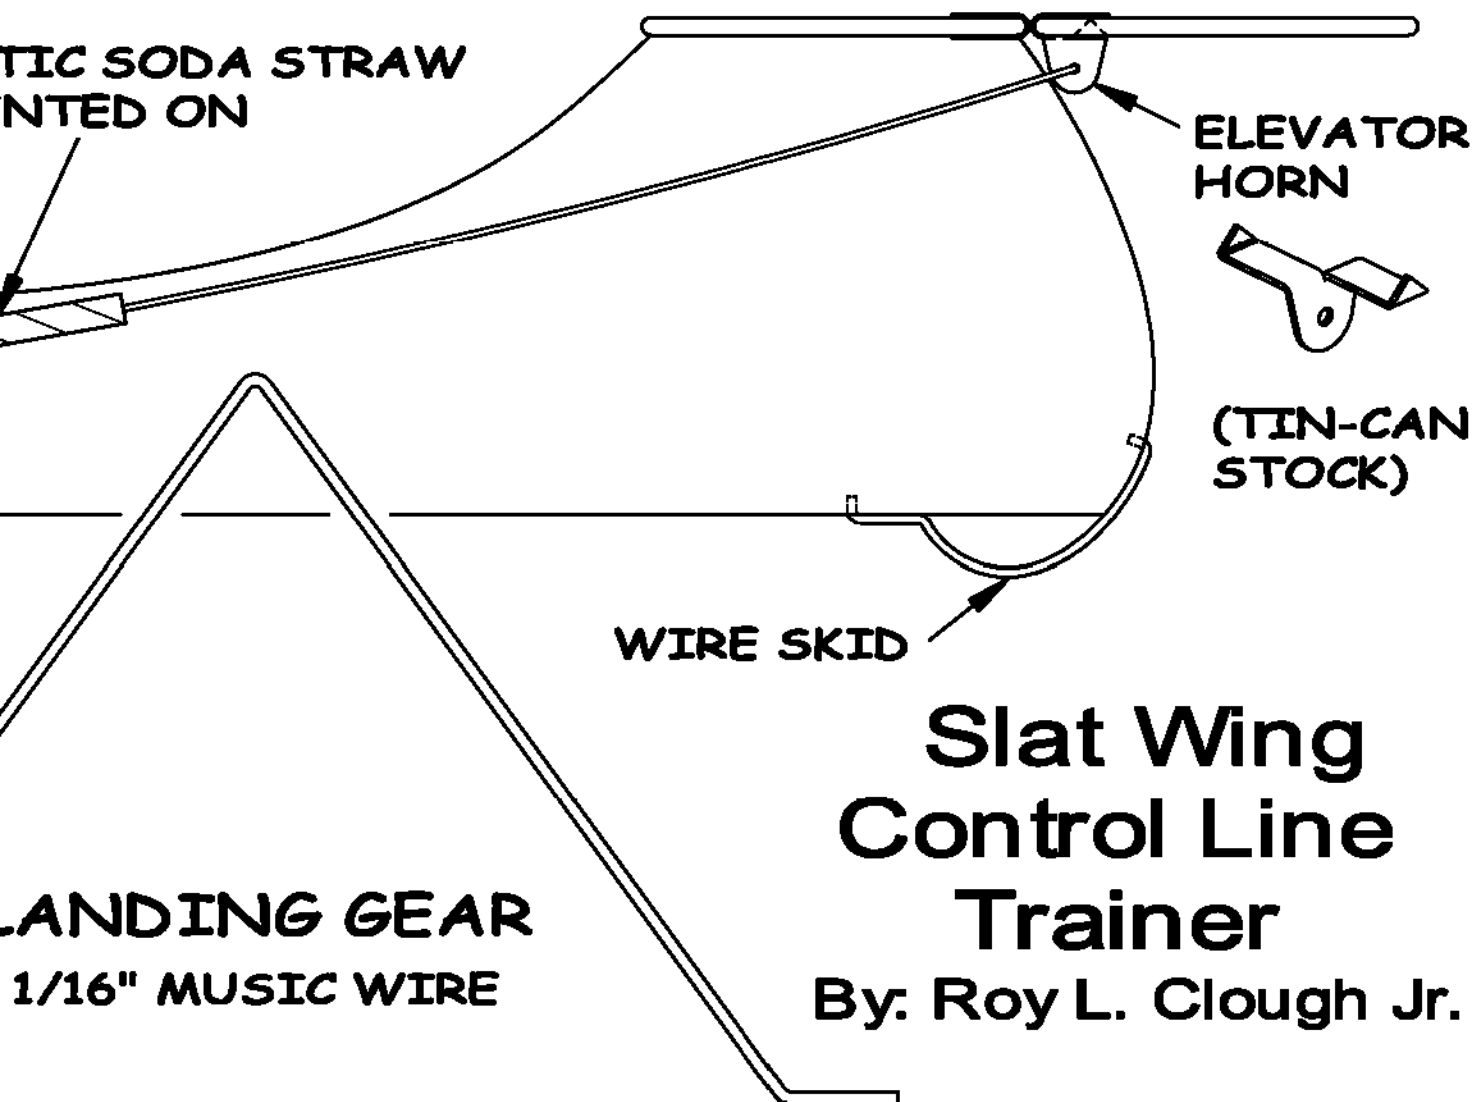 TIC SODA STRAW
NTED ON
ELEVATOR
HORN
(TIN-CAN
STOCK)
WIRE SKID
Slat Wing
Control Line
Trainer
By: Roy L. Clough Jr.
LANDING GEAR
1/16" MUSIC WIRE